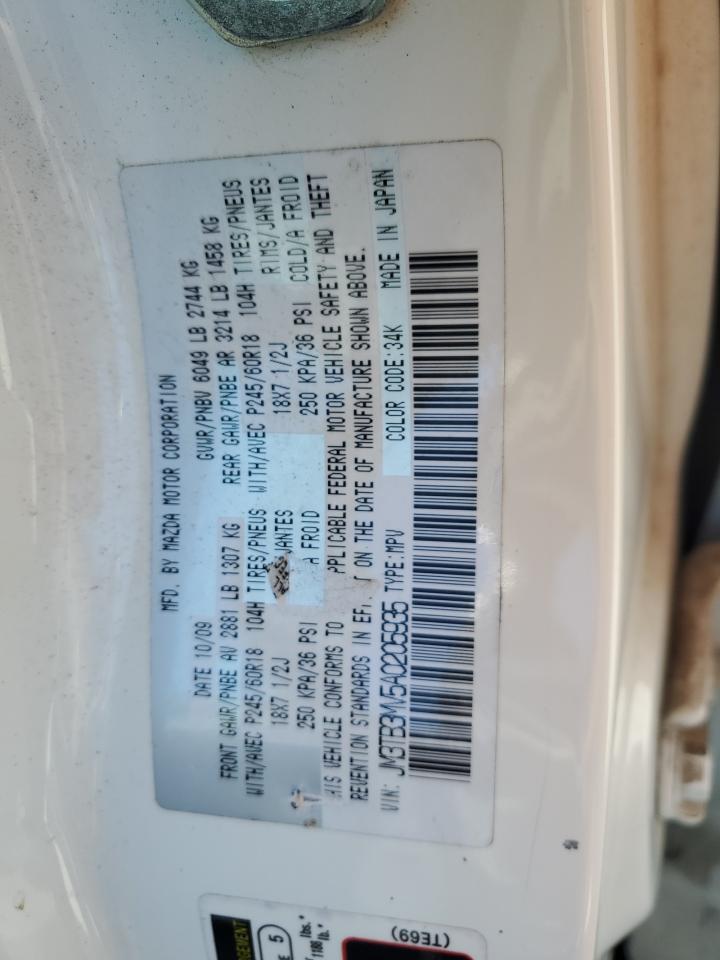 MFD. BY MAZDA MOTOR CORPORATION
DATE 10/09 GVWR/PNBV 6049 LB 2744 KG
FRONT GAWR/PNBE AV 2881 LB 1307 KG REAR GAWR/PNBE AR 3214 LB 1458 KG
WITH/AVEC P245/60R18 104H TIRES/PNEUS WITH/AVEC P245/60R18 104H TIRES/PNEUS
18X7 1/2J JANTES 18X7 1/2J RIMS/JANTES
250 KPA/36 PSI A FROID 250 KPA/36 PSI COLD/A FROID
HIS VEHICLE CONFORMS TO PPLICABLE FEDERAL MOTOR VEHICLE SAFETY AND THEFT
REVENTION STANDARDS IN EF ON THE DATE OF MANUFACTURE SHOWN ABOVE.
VIN: JM3TB3MV5A0205935 TYPE:MPV COLOR CODE:34K MADE IN JAPAN
GEMENT
5
lbs.*
1188 lb.*
(TE69)